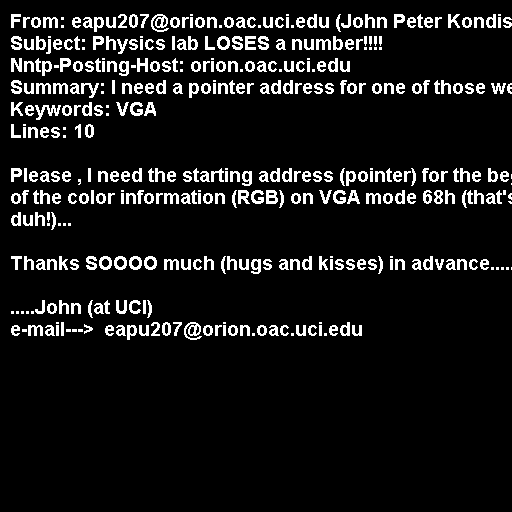 From: eapu207@orion.oac.uci.edu (John Peter Kondis
Subject: Physics lab LOSES a number!!!!
Nntp-Posting-Host: orion.oac.uci.edu
Summary: I need a pointer address for one of those
Keywords: VGA
Lines: 10

Please , I need the starting address (pointer) for the
of the color information (RGB) on VGA mode 68h (that's
duh!)...

Thanks SOOOO much (hugs and kisses) in advance.....

.....John (at UCI)
e-mail---> eapu207@orion.oac.uci.edu